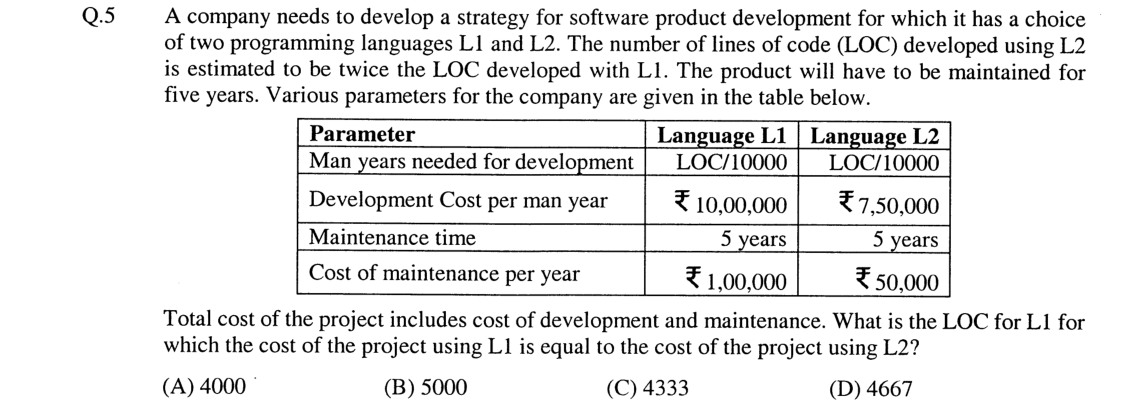 Q.5 A company needs to develop a strategy for software product development for which it has a choice
of two programming languages L1 and L2. The number of lines of code (LOC) developed using L2
is estimated to be twice the LOC developed with L1. The product will have to be maintained for
five years. Various parameters for the company are given in the table below.
Parameter Language L1 Language L2
Man years needed for development LOC/10000 LOC/10000
Development Cost per man year ₹ 10,00,000 ₹ 7,50,000
Maintenance time 5 years 5 years
Cost of maintenance per year ₹ 1,00,000 ₹ 50,000
Total cost of the project includes cost of development and maintenance. What is the LOC for L1 for
which the cost of the project using L1 is equal to the cost of the project using L2?
(A) 4000 (B) 5000 (C) 4333 (D) 4667